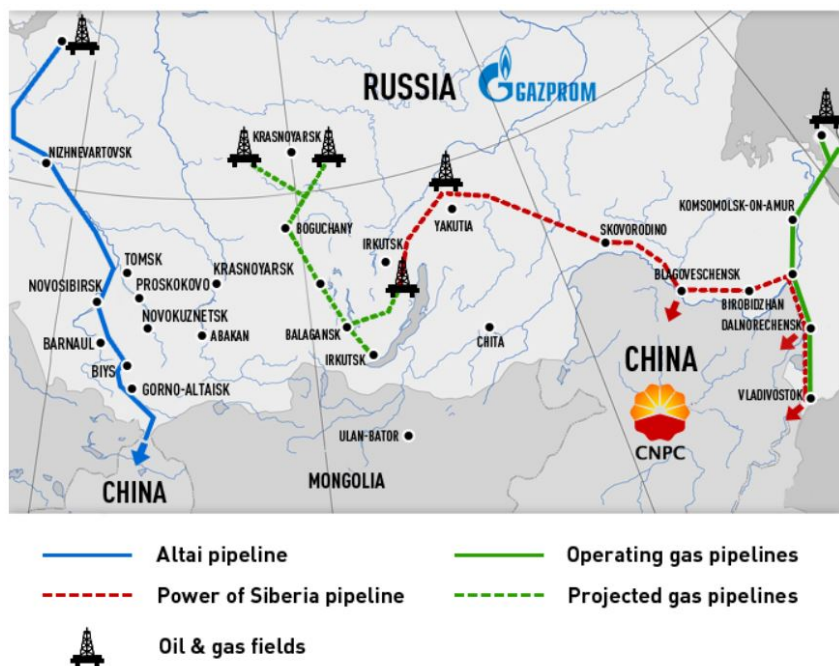 RUSSIA
GAZPROM
KRASNOYARSK
NIZHNEVARTOVSK
KOMSOMOLSK-ON-AMUR
YAKUTIA
BOGUCHANY
IRKUTSK
SKOVORODINO
TOMSK
KRASNOYARSK
PROSKOKOVO
BLAGOVESCHENSK
NOVOSIBIRSK
BIROBIDZHAN
NOVOKUZNETSK
DALNORECHENSK
BARNAUL
ABAKAN
BALAGANSK
CHITA
IRKUTSK
CHINA
BIYS
GORNO-ALTAISK
VLADIVOSTOK
ULAN-BATOR
CNPC
CHINA
MONGOLIA
Altai pipeline
Operating gas pipelines
Power of Siberia pipeline
Projected gas pipelines
Oil & gas fields